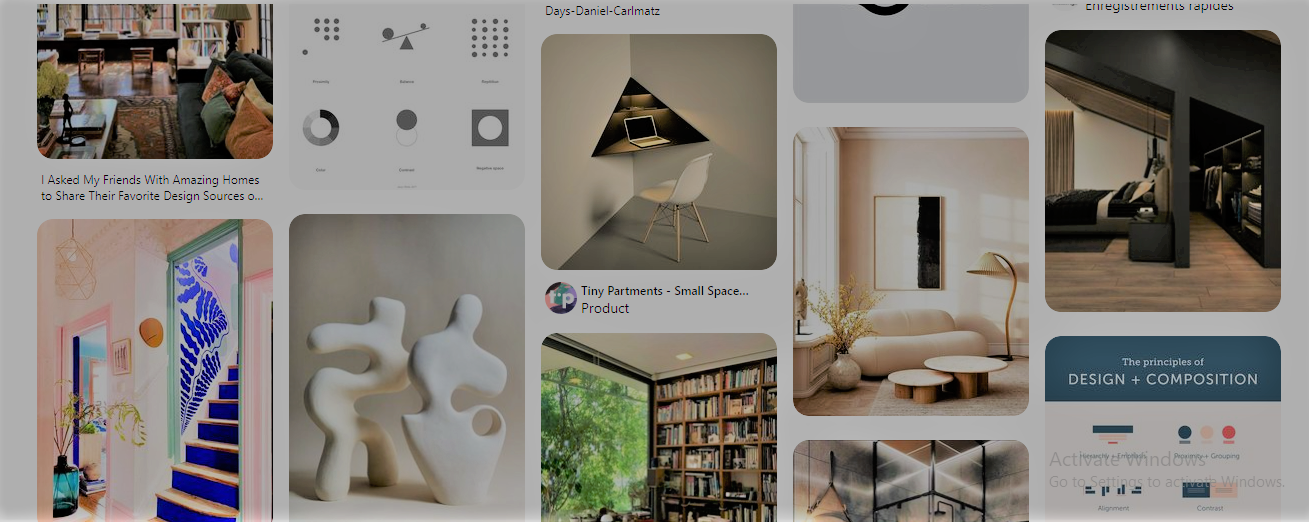 I Asked My Friends With Amazing Homes
to Share Their Favorite Design Sources o...
Proximity
Balance
Repetition
Color
Contrast
Negative space
Days-Daniel-Carlmatz
tip
Tiny Partments - Small Space...
Product
Enregistrements rapides
The principles of
DESIGN + COMPOSITION
Hierarchy + Emphasis
Proximity + Grouping
Alignment
Contrast
Activate Windows
Go to Settings to activate Windows.